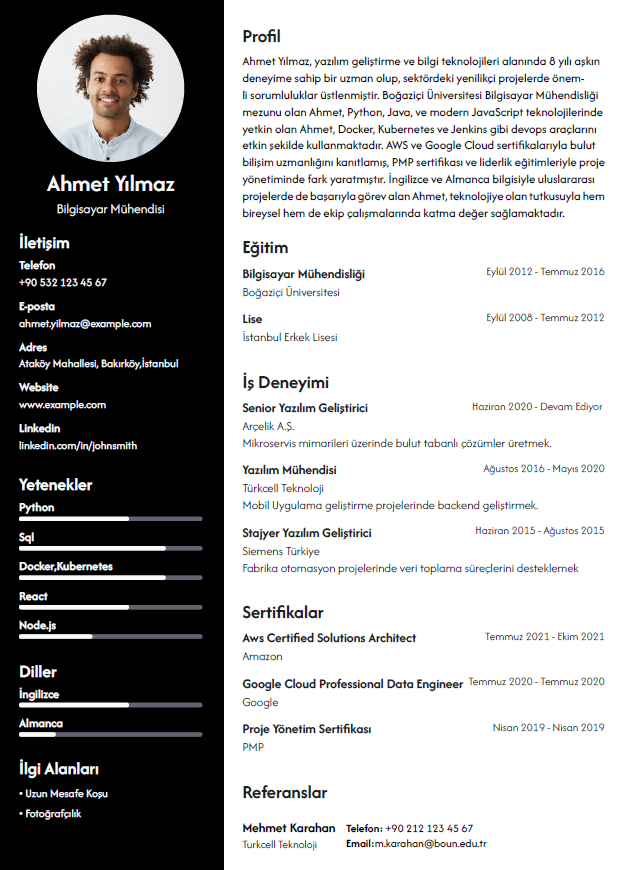 Ahmet Yılmaz
Bilgisayar Mühendisi
İletişim
Telefon
+90 532 123 45 67
E-posta
ahmet.yilmaz@example.com
Adres
Ataköy Mahallesi, Bakırköy,İstanbul
Website
www.example.com
Linkedin
linkedin.com/in/johnsmith
Yetenekler
Python
Sql
Docker,Kubernetes
React
Node.js
Diller
İngilizce
Almanca
İlgi Alanları
• Uzun Mesafe Koşu
• Fotoğrafçılık
Profil
Ahmet Yılmaz, yazılım geliştirme ve bilgi teknolojileri alanında 8 yılı aşkın
deneyime sahip bir uzman olup, sektördeki yenilikçi projelerde önem-
li sorumluluklar üstlenmiştir. Boğaziçi Üniversitesi Bilgisayar Mühendisliği
mezunu olan Ahmet, Python, Java, ve modern JavaScript teknolojilerinde
yetkin olan Ahmet, Docker, Kubernetes ve Jenkins gibi devops araçlarını
etkin şekilde kullanmaktadır. AWS ve Google Cloud sertifikalarıyla bulut
bilişim uzmanlığını kanıtlamış, PMP sertifikası ve liderlik eğitimleriyle proje
yönetiminde fark yaratmıştır. İngilizce ve Almanca bilgisiyle uluslararası
projelerde de başarıyla görev alan Ahmet, teknolojiye olan tutkusuyla hem
bireysel hem de ekip çalışmalarında katma değer sağlamaktadır.
Eğitim
Bilgisayar Mühendisliği Eylül 2012 - Temmuz 2016
Boğaziçi Üniversitesi
Lise Eylül 2008 - Temmuz 2012
İstanbul Erkek Lisesi
İş Deneyimi
Senior Yazılım Geliştirici Haziran 2020 - Devam Ediyor
Arçelik A.Ş.
Mikroservis mimarileri üzerinde bulut tabanlı çözümler üretmek.
Yazılım Mühendisi Ağustos 2016 - Mayıs 2020
Türkcell Teknoloji
Mobil Uygulama geliştirme projelerinde backend geliştirmek.
Stajyer Yazılım Geliştirici Haziran 2015 - Ağustos 2015
Siemens Türkiye
Fabrika otomasyon projelerinde veri toplama süreçlerini desteklemek
Sertifikalar
Aws Certified Solutions Architect Temmuz 2021 - Ekim 2021
Amazon
Google Cloud Professional Data Engineer Temmuz 2020 - Temmuz 2020
Google
Proje Yönetim Sertifikası Nisan 2019 - Nisan 2019
PMP
Referanslar
Mehmet Karahan Telefon: +90 212 123 45 67
Turkcell Teknoloji Email:m.karahan@boun.edu.tr